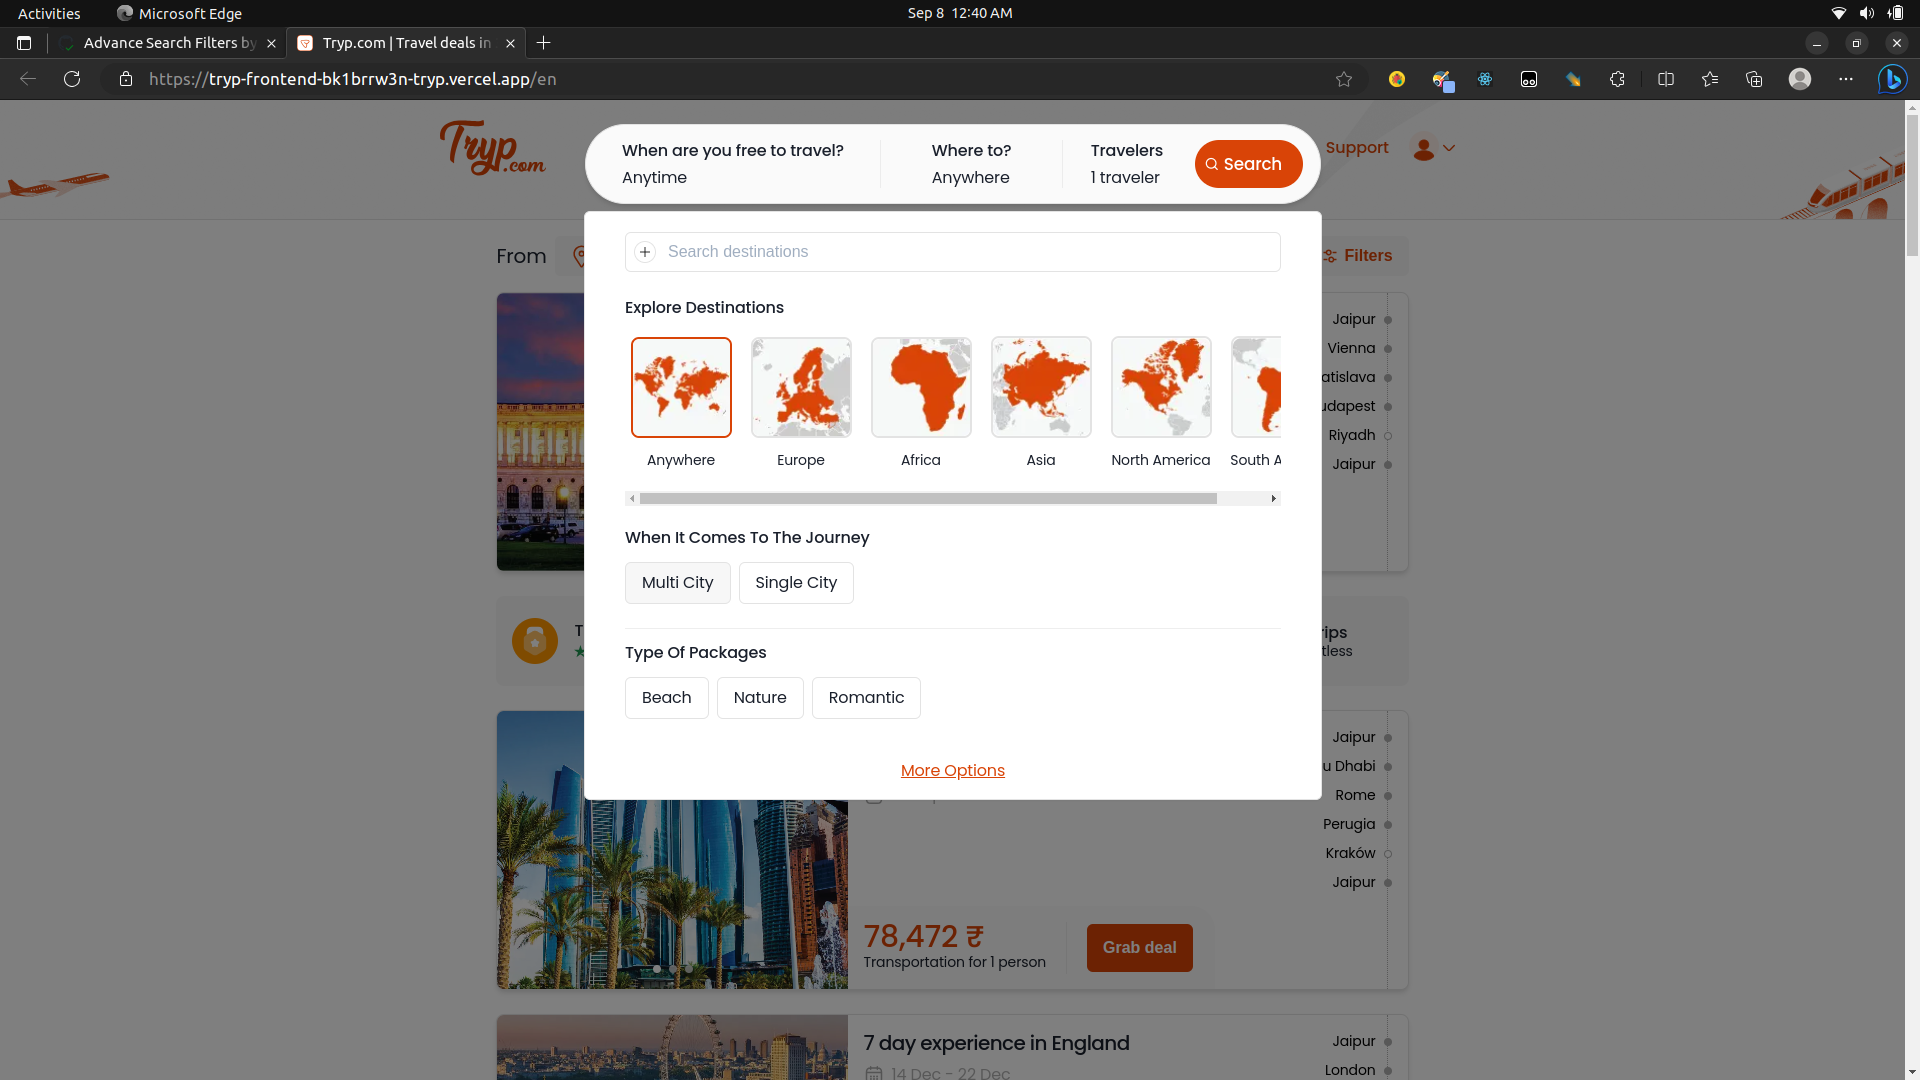 Activities
Microsoft Edge
Sep 8 12:40 AM
Advance Search Filters by
Tryp.com | Travel deals in
https://tryp-frontend-bk1brrw3n-tryp.vercel.app/en
Tryp.com
When are you free to travel?
Anytime
Where to?
Anywhere
Travelers
1 traveler
Search
Support
From
Filters
Search destinations
Explore Destinations
Anywhere
Europe
Africa
Asia
North America
South A
When It Comes To The Journey
Multi City
Single City
Type Of Packages
Beach
Nature
Romantic
More Options
Jaipur
Vienna
atislava
udapest
Riyadh
Jaipur
T
rips
tless
Jaipur
u Dhabi
Rome
Perugia
Kraków
Jaipur
78,472 ₹
Transportation for 1 person
Grab deal
7 day experience in England
14 Dec - 22 Dec
Jaipur
London